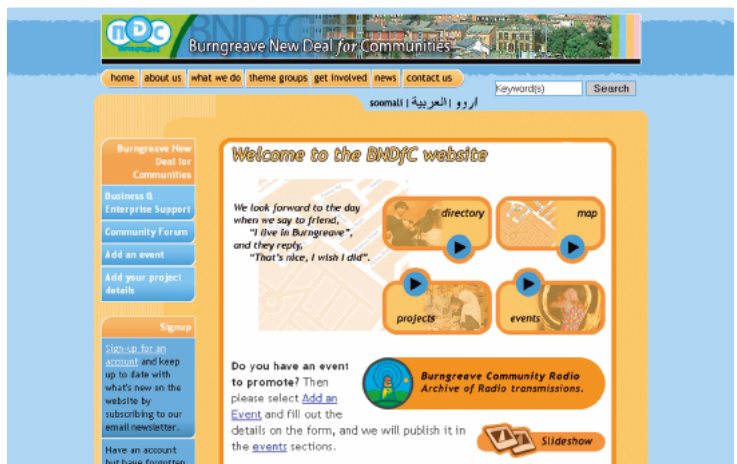 NDC
BNDfC
Burngreave New Deal for Communities
home about us what we do theme groups get involved news contact us
Keyword(s) Search
soomali | العربية | اردو
Burngreave New
Deal for
Communities
Business &
Enterprise Support
Community Forum
Add an event
Add your project
details
Signup
Sign-up for an
account and keep
up to date with
what's new on the
website by
subscribing to our
email newsletter.
Have an account
but have forgotten
Welcome to the BNDfC website
We look forward to the day
when we say to friend,
"I live in Burngreave",
and they reply,
"That's nice, I wish I did".
directory
map
projects
events
Do you have an event
to promote? Then
please select Add an
Event and fill out the
details on the form, and we will publish it in
the events sections.
Burngreave Community Radio
Archive of Radio transmissions.
Slideshow